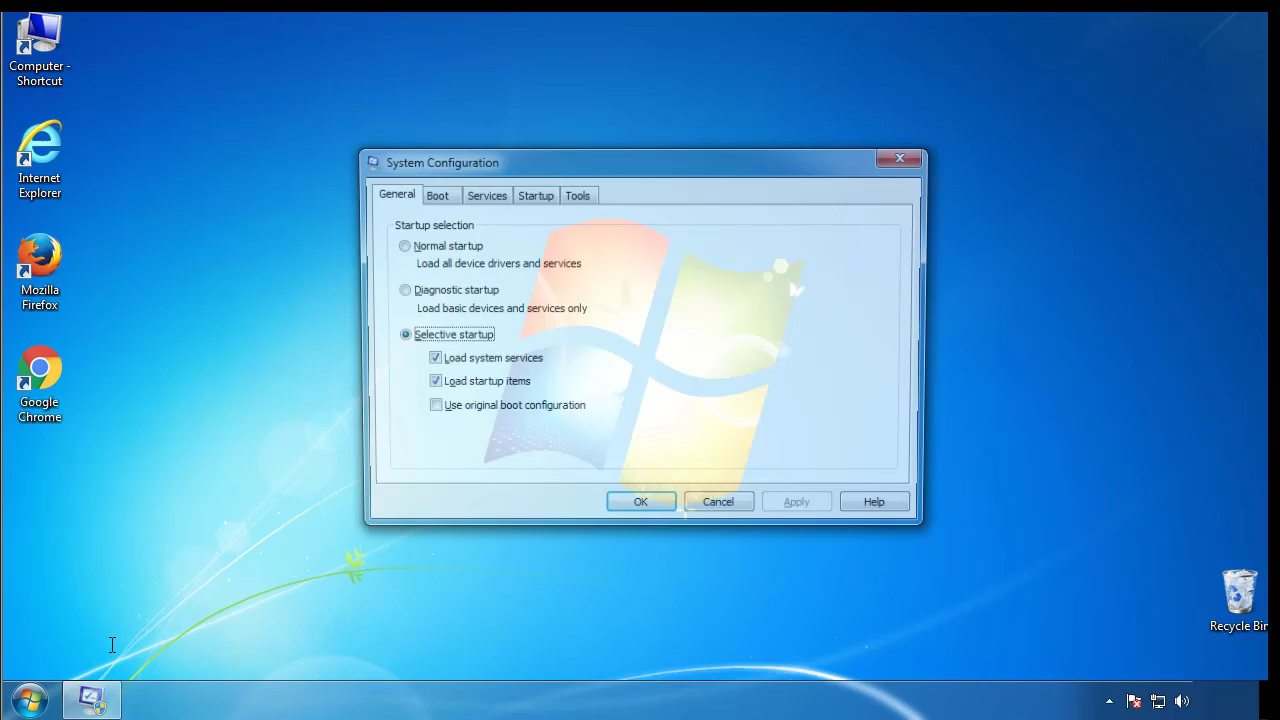 Computer -
Shortcut
Internet
Explorer
Mozilla
Firefox
Google
Chrome
System Configuration
General Boot Services Startup Tools
Startup selection
Normal startup
Load all device drivers and services
Diagnostic startup
Load basic devices and services only
Selective startup
Load system services
Load startup items
Use original boot configuration
OK Cancel Apply Help
Recycle Bin